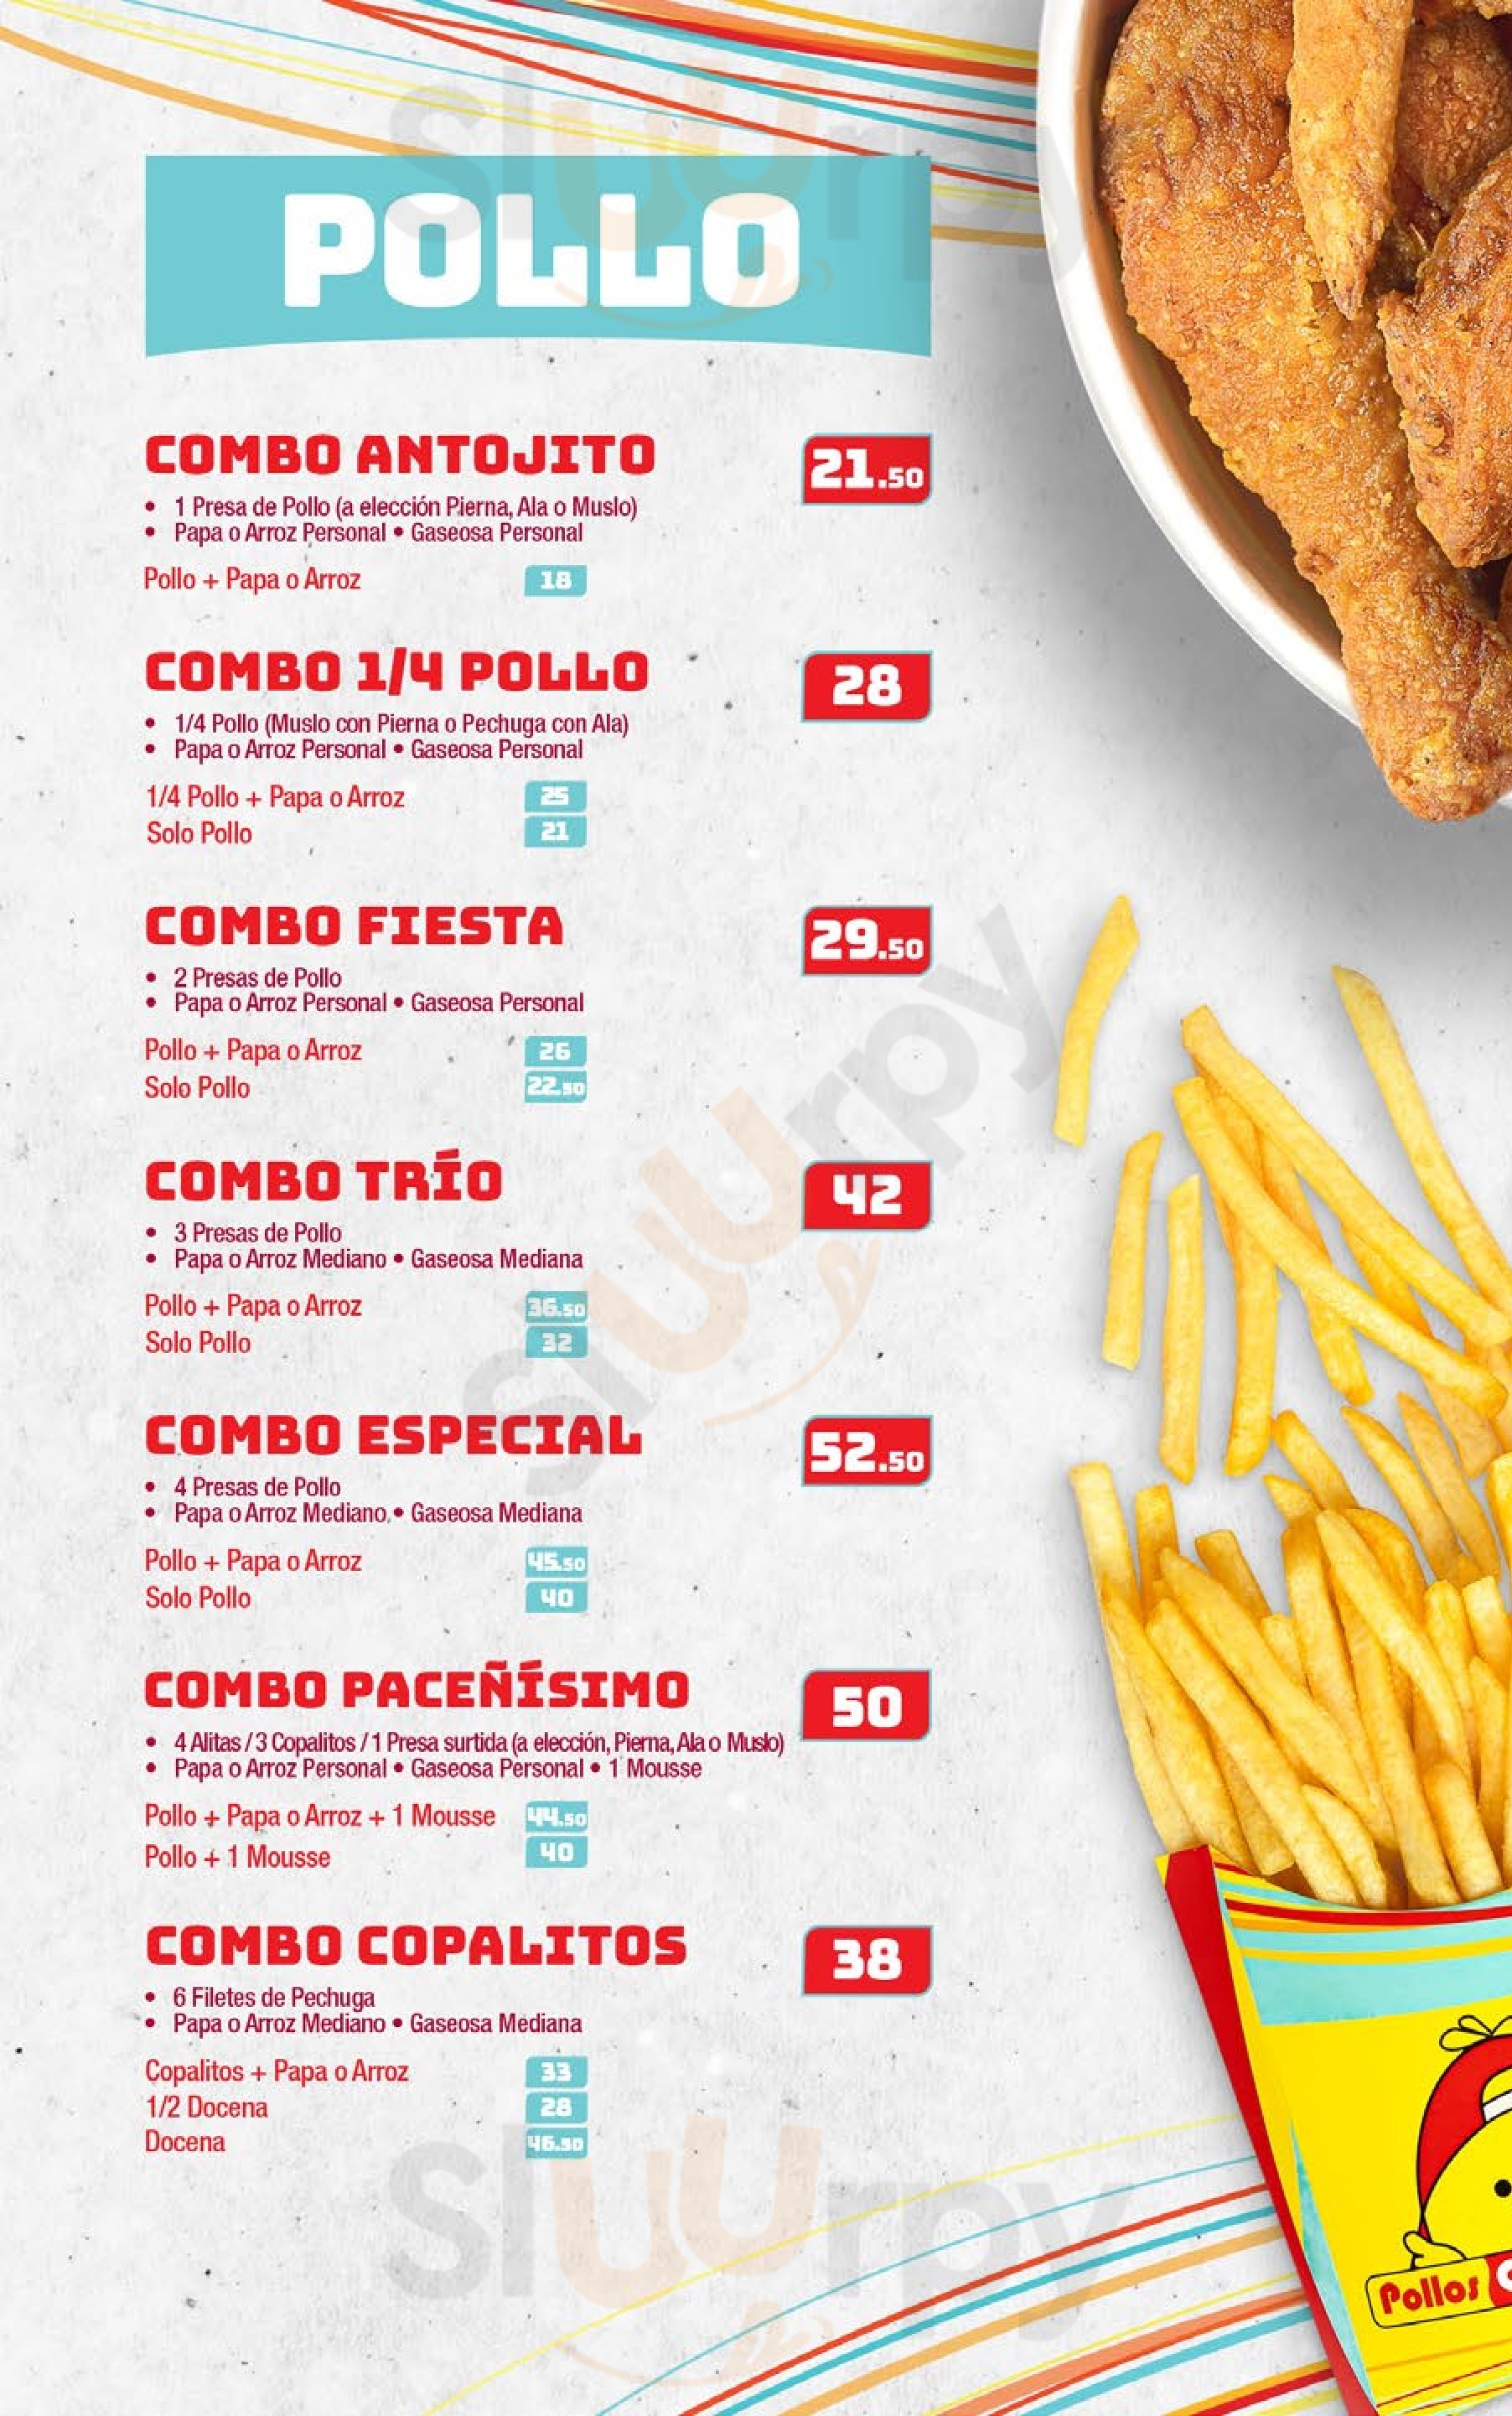 POLLO
COMBO ANTOJITO
21.50
• 1 Presa de Pollo (a elección Pierna, Ala o Muslo)
• Papa o Arroz Personal • Gaseosa Personal
Pollo + Papa o Arroz 18
COMBO 1/4 POLLO
28
• 1/4 Pollo (Muslo con Pierna o Pechuga con Ala)
• Papa o Arroz Personal • Gaseosa Personal
1/4 Pollo + Papa o Arroz 25
Solo Pollo 21
COMBO FIESTA
29.50
• 2 Presas de Pollo
• Papa o Arroz Personal • Gaseosa Personal
Pollo + Papa o Arroz 26
Solo Pollo 22.50
COMBO TRÍO
42
• 3 Presas de Pollo
• Papa o Arroz Mediano • Gaseosa Mediana
Pollo + Papa o Arroz 36.50
Solo Pollo 32
COMBO ESPECIAL
52.50
• 4 Presas de Pollo
• Papa o Arroz Mediano • Gaseosa Mediana
Pollo + Papa o Arroz 45.50
Solo Pollo 40
COMBO PACEÑÍSIMO
50
• 4 Alitas / 3 Copalitos / 1 Presa surtida (a elección, Pierna, Ala o Muslo)
• Papa o Arroz Personal • Gaseosa Personal • 1 Mousse
Pollo + Papa o Arroz + 1 Mousse 44.50
Pollo + 1 Mousse 40
COMBO COPALITOS
38
• 6 Filetes de Pechuga
• Papa o Arroz Mediano • Gaseosa Mediana
Copalitos + Papa o Arroz 33
1/2 Docena 28
Docena 46.50
Pollos C
sluurpy
sluurpy
sluurpy